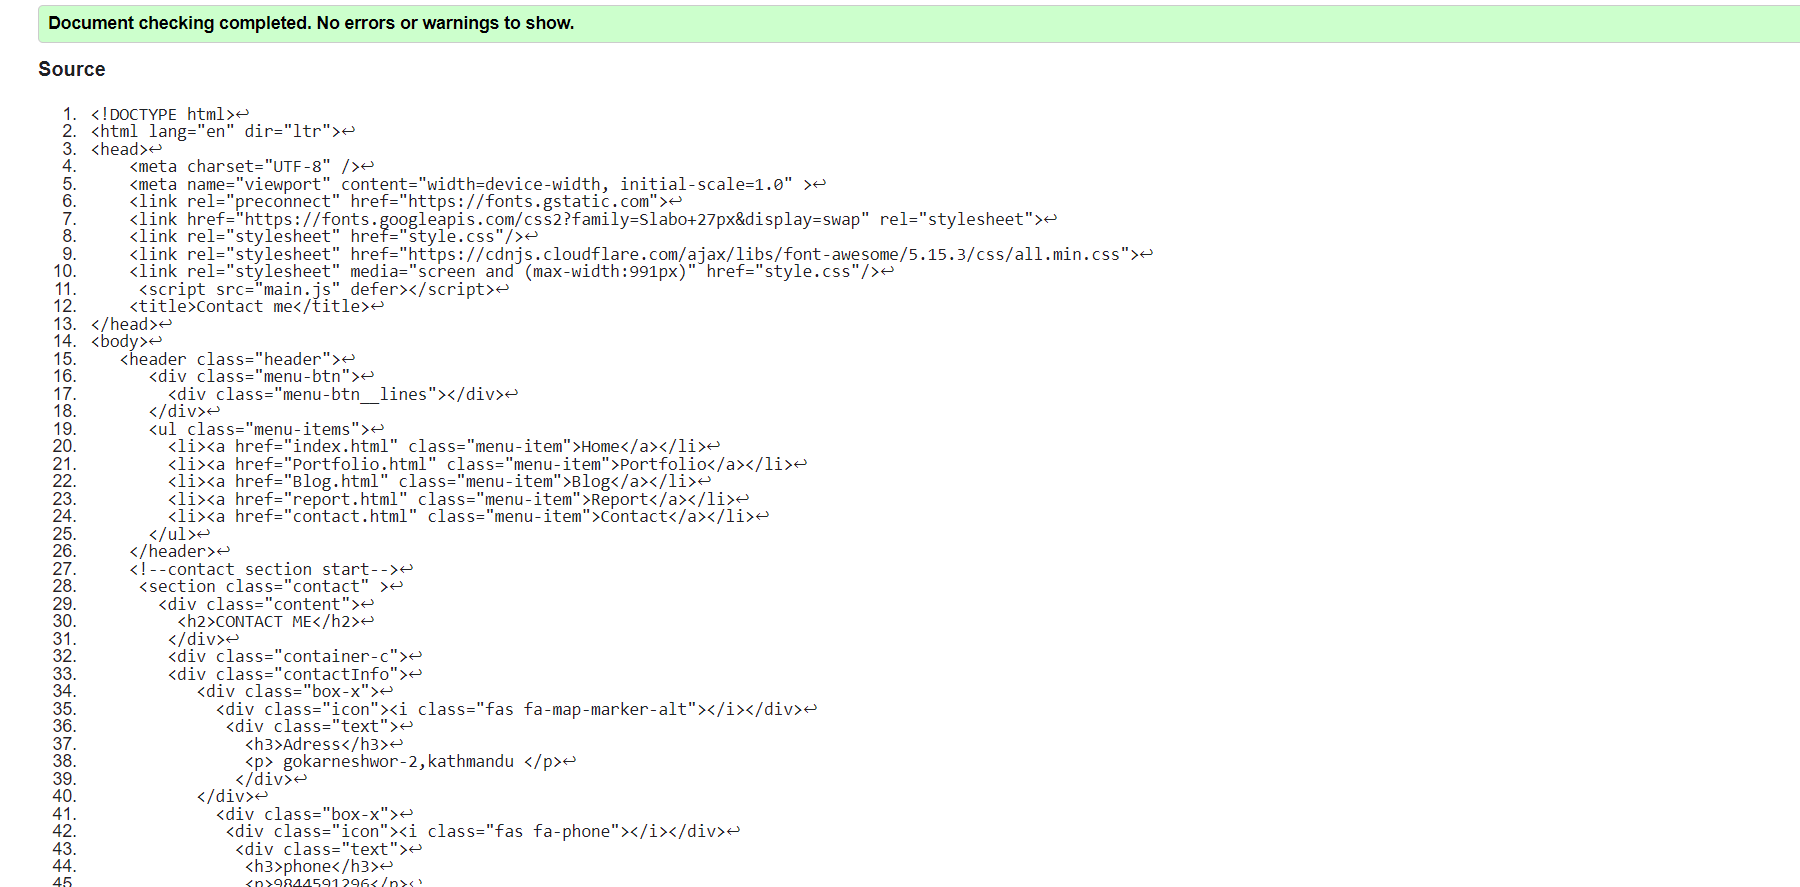 Document checking completed. No errors or warnings to show.
Source
1. <!DOCTYPE html>↩
2. <html lang="en" dir="ltr">↩
3. <head>↩
4.     <meta charset="UTF-8" />↩
5.     <meta name="viewport" content="width=device-width, initial-scale=1.0" >↩
6.     <link rel="preconnect" href="https://fonts.gstatic.com">↩
7.     <link href="https://fonts.googleapis.com/css2?family=Slabo+27px&display=swap" rel="stylesheet">↩
8.     <link rel="stylesheet" href="style.css"/>↩
9.     <link rel="stylesheet" href="https://cdnjs.cloudflare.com/ajax/libs/font-awesome/5.15.3/css/all.min.css">↩
10.     <link rel="stylesheet" media="screen and (max-width:991px)" href="style.css"/>↩
11.      <script src="main.js" defer></script>↩
12.     <title>Contact me</title>↩
13. </head>↩
14. <body>↩
15.    <header class="header">↩
16.       <div class="menu-btn">↩
17.         <div class="menu-btn__lines"></div>↩
18.       </div>↩
19.       <ul class="menu-items">↩
20.         <li><a href="index.html" class="menu-item">Home</a></li>↩
21.         <li><a href="Portfolio.html" class="menu-item">Portfolio</a></li>↩
22.         <li><a href="Blog.html" class="menu-item">Blog</a></li>↩
23.         <li><a href="report.html" class="menu-item">Report</a></li>↩
24.         <li><a href="contact.html" class="menu-item">Contact</a></li>↩
25.       </ul>↩
26.     </header>↩
27.     <!--contact section start-->↩
28.      <section class="contact" >↩
29.        <div class="content">↩
30.          <h2>CONTACT ME</h2>↩
31.         </div>↩
32.         <div class="container-c">↩
33.         <div class="contactInfo">↩
34.            <div class="box-x">↩
35.              <div class="icon"><i class="fas fa-map-marker-alt"></i></div>↩
36.               <div class="text">↩
37.                 <h3>Adress</h3>↩
38.                 <p> gokarneshwor-2,kathmandu </p>↩
39.                </div>↩
40.            </div>↩
41.              <div class="box-x">↩
42.               <div class="icon"><i class="fas fa-phone"></i></div>↩
43.                <div class="text">↩
44.                 <h3>phone</h3>↩
45.                 <p>9844591296</p>↩